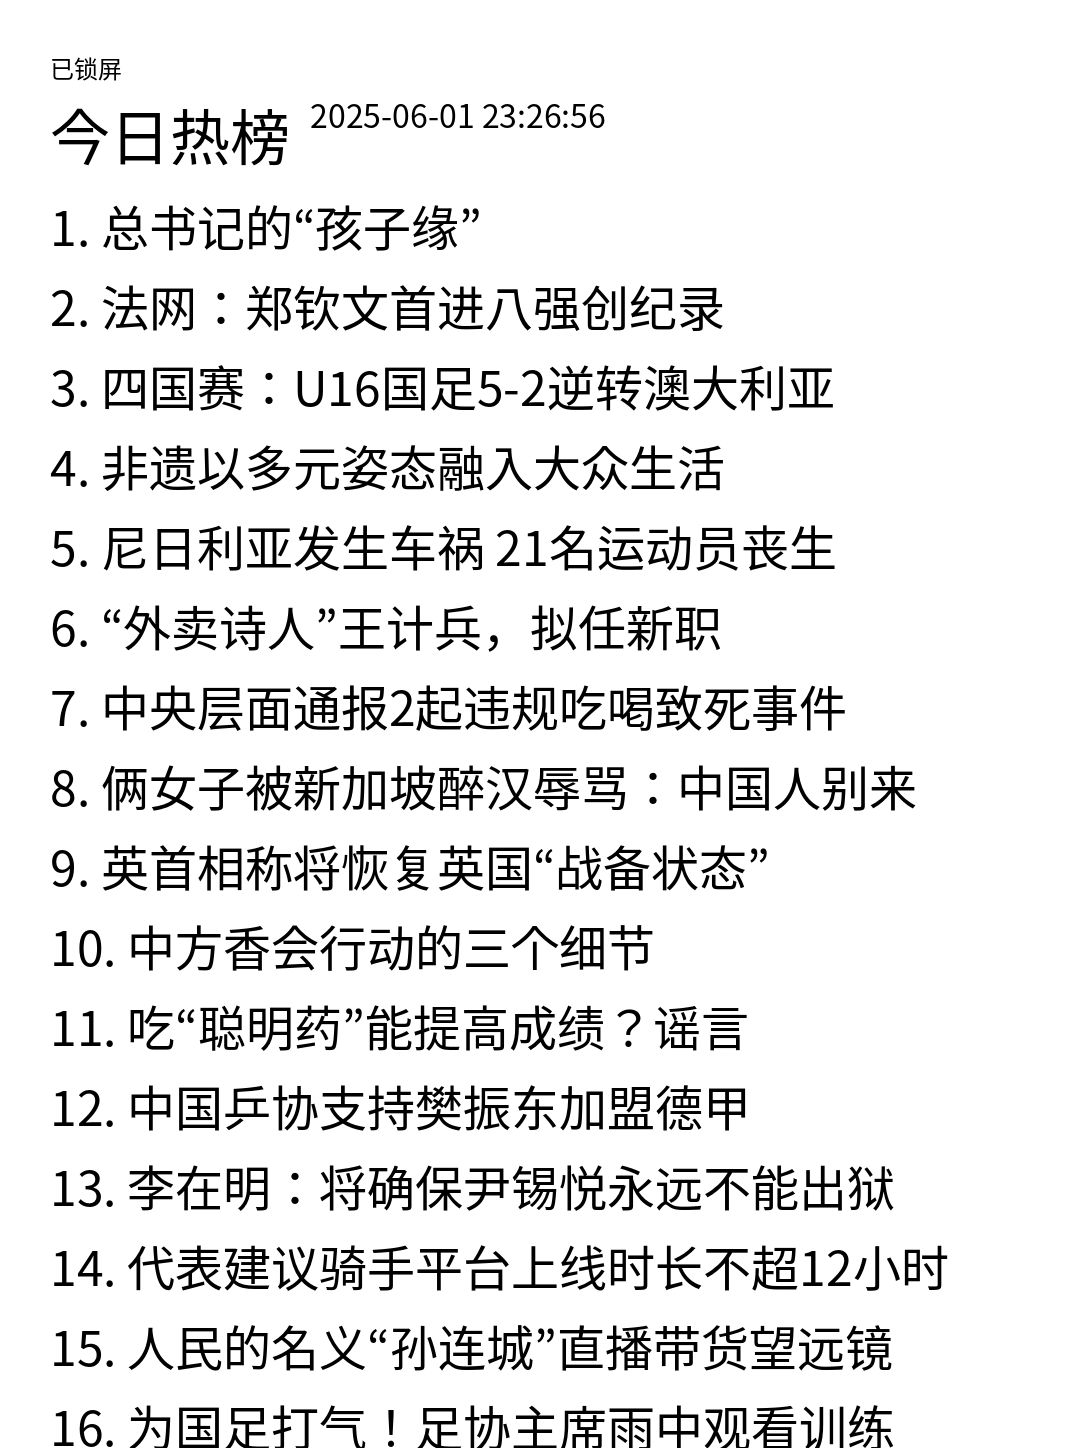 已锁屏
今日热榜 2025-06-01 23:26:56
1. 总书记的“孩子缘”
2. 法网：郑钦文首进八强创纪录
3. 四国赛：U16国足5-2逆转澳大利亚
4. 非遗以多元姿态融入大众生活
5. 尼日利亚发生车祸 21名运动员丧生
6. “外卖诗人”王计兵，拟任新职
7. 中央层面通报2起违规吃喝致死事件
8. 俩女子被新加坡醉汉辱骂：中国人别来
9. 英首相称将恢复英国“战备状态”
10. 中方香会行动的三个细节
11. 吃“聪明药”能提高成绩？谣言
12. 中国乒协支持樊振东加盟德甲
13. 李在明：将确保尹锡悦永远不能出狱
14. 代表建议骑手平台上线时长不超12小时
15. 人民的名义“孙连城”直播带货望远镜
16. 为国足打气！足协主席雨中观看训练